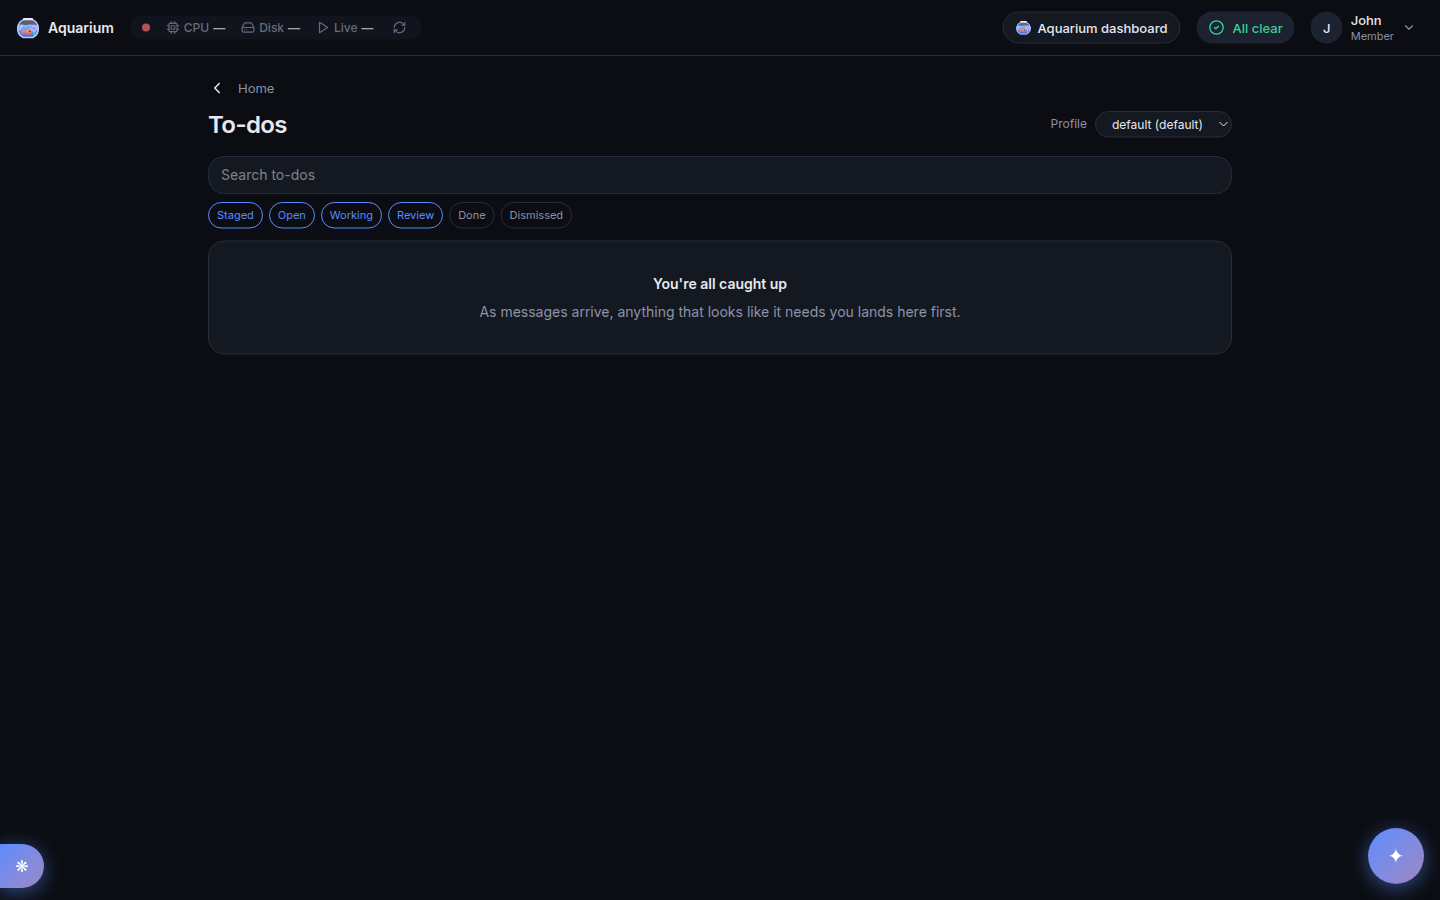 Aquarium
CPU —
Disk —
Live —
Aquarium dashboard
All clear
J
John
Member
Home
To-dos
Profile
default (default)
Search to-dos
Staged
Open
Working
Review
Done
Dismissed
You're all caught up
As messages arrive, anything that looks like it needs you lands here first.